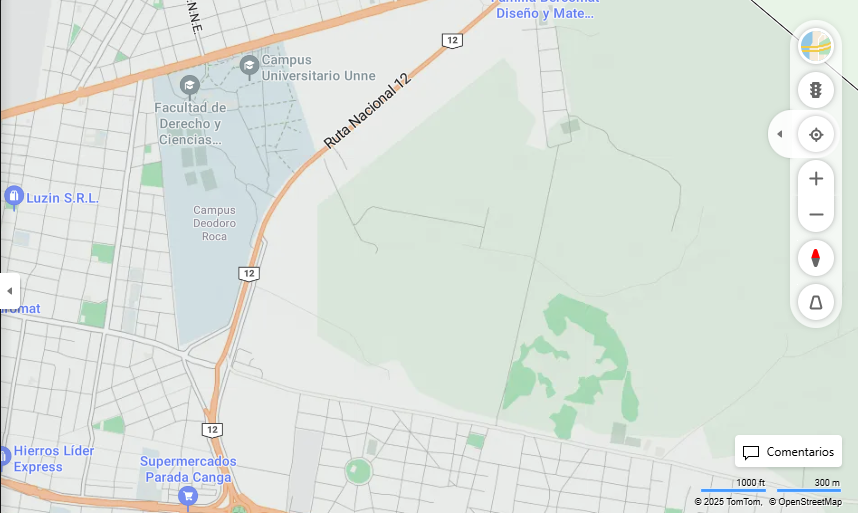 N.N.E.
Diseño y Mate...
12
Campus
Universitario Unne
Ruta Nacional 12
Facultad de
Derecho y
Ciencias...
Luzin S.R.L.
Campus
Deodoro
Roca
12
12
Hierros Líder
Express
Supermercados
Parada Canga
Comentarios
1000 ft
300 m
© 2025 TomTom, © OpenStreetMap